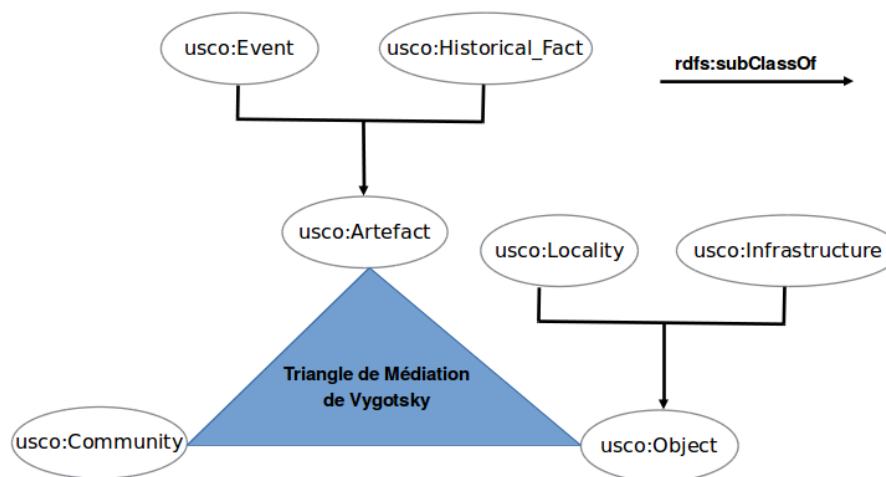 usco:Event
usco:Historical_Fact
rdfs:subClassOf
usco:Artefact
usco:Locality
usco:Infrastructure
Triangle de Médiation
de Vygotsky
usco:Community
usco:Object